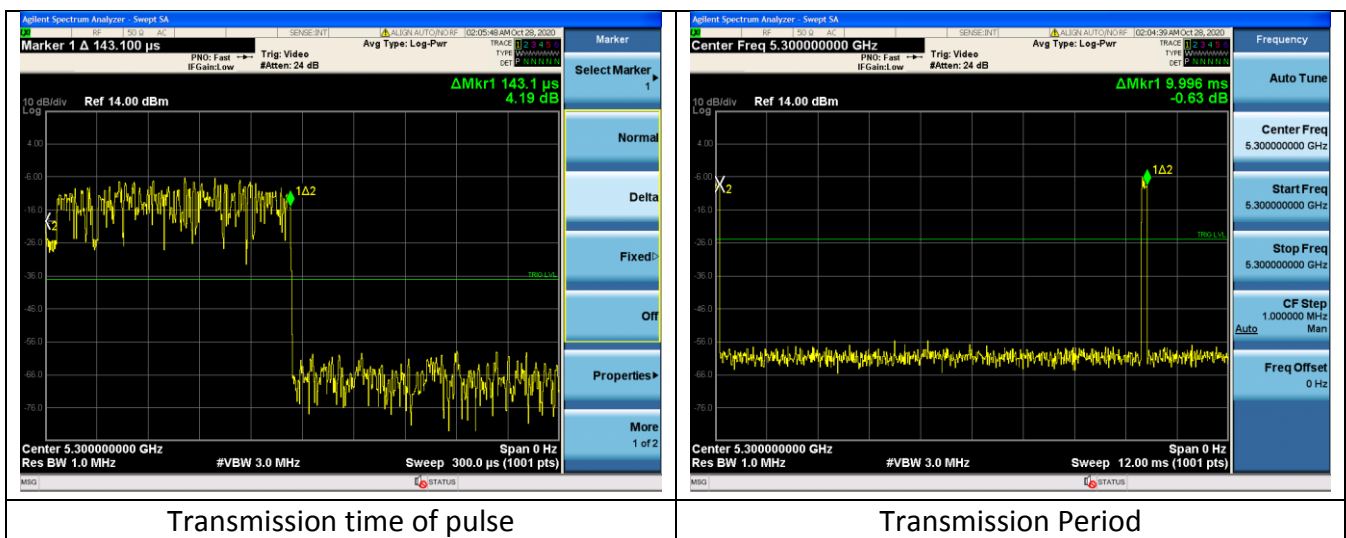 Agilent Spectrum Analyzer - Swept SA
RF 50 Ω AC SENSE:INT ALIGN AUTO/NO RF 02:05:48 AM Oct 28, 2020
Marker 1 Δ 143.100 µs
Avg Type: Log-Pwr
TRACE 1 2 3 4 5 6
TYPE
DET P N N N N N
PNO: Fast
IFGain:Low
Trig: Video
#Atten: 24 dB
ΔMkr1 143.1 µs
4.19 dB
10 dB/div Ref 14.00 dBm
Log
4.00
-6.00
-16.0
-26.0
-36.0
-46.0
-56.0
-66.0
-76.0
1Δ2
2
TRIG LVL
Center 5.300000000 GHz
Span 0 Hz
Res BW 1.0 MHz
#VBW 3.0 MHz
Sweep 300.0 µs (1001 pts)
MSG
STATUS
Marker
Select Marker
1
Normal
Delta
Fixed
Off
Properties
More
1 of 2
Transmission time of pulse
Agilent Spectrum Analyzer - Swept SA
RF 50 Ω AC SENSE:INT ALIGN AUTO/NO RF 02:04:39 AM Oct 28, 2020
Center Freq 5.300000000 GHz
Avg Type: Log-Pwr
TRACE 1 2 3 4 5 6
TYPE
DET P N N N N N
PNO: Fast
IFGain:Low
Trig: Video
#Atten: 24 dB
ΔMkr1 9.996 ms
-0.63 dB
10 dB/div Ref 14.00 dBm
Log
4.00
-6.00
-16.0
-26.0
-36.0
-46.0
-56.0
-66.0
-76.0
1Δ2
2
TRIG LVL
Center 5.300000000 GHz
Span 0 Hz
Res BW 1.0 MHz
#VBW 3.0 MHz
Sweep 12.00 ms (1001 pts)
MSG
STATUS
Frequency
Auto Tune
Center Freq
5.300000000 GHz
Start Freq
5.300000000 GHz
Stop Freq
5.300000000 GHz
CF Step
1.000000 MHz
Auto Man
Freq Offset
0 Hz
Transmission Period